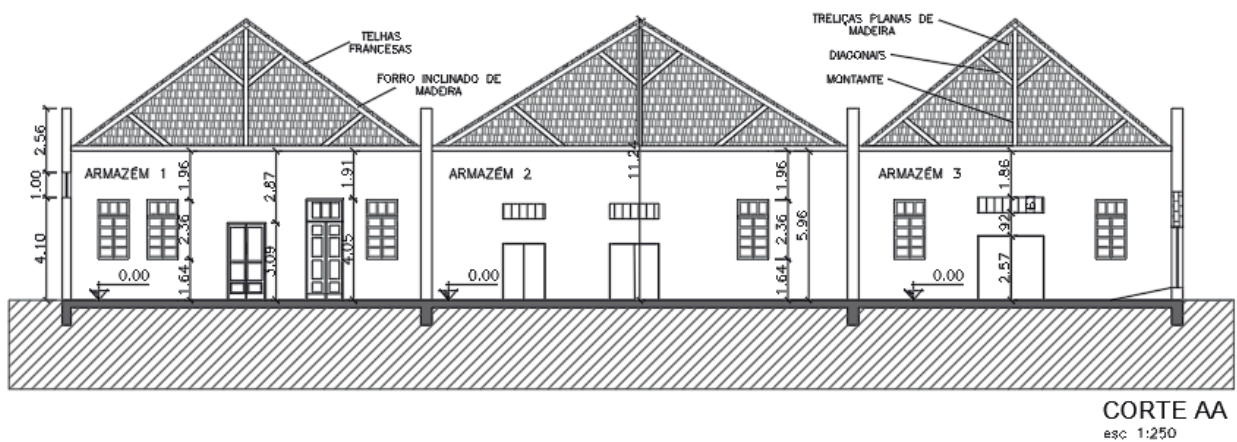 TELHAS
FRANCESAS
FORRO INCLINADO DE
MADEIRA
TRELIÇAS PLANAS DE
MADEIRA
DIAGONAIS
MONTANTE
2.56
1.00
4.10
ARMAZÉM 1
0.00
1.96
2.36
1.64
2.87
3.09
1.91
4.05
ARMAZÉM 2
0.00
11.24
1.96
2.36
1.64
5.96
ARMAZÉM 3
0.00
1.86
.92
2.57
CORTE AA
esc 1:250